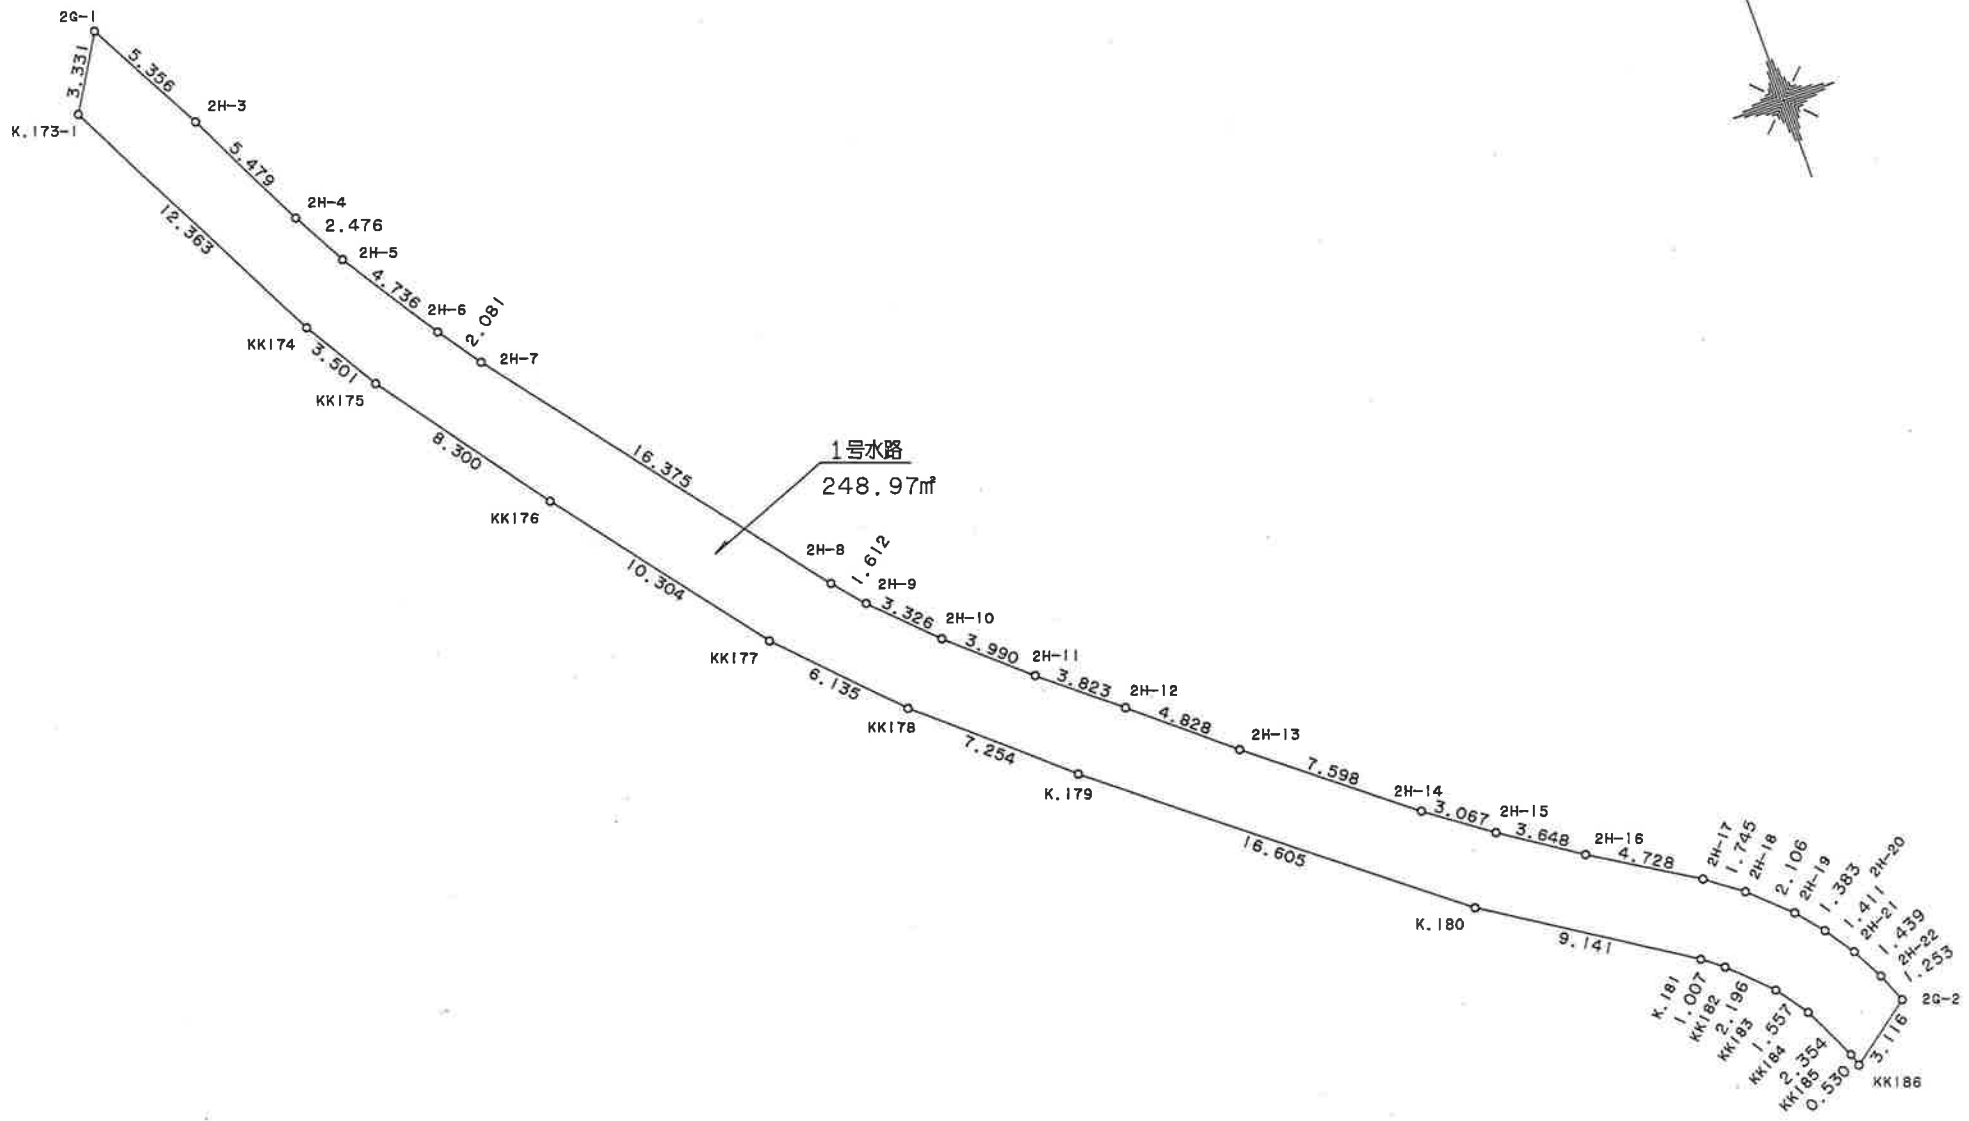 2G-1
5.356
3.331
2H-3
K.173-1
5.479
2H-4
2.476
12.363
2H-5
4.736
2H-6
2.081
2H-7
KK174
3.501
KK175
8.300
16.375
1号水路
248.97㎡
KK176
10.304
2H-8
1.612
2H-9
3.326
2H-10
3.990
2H-11
KK177
6.135
3.823
2H-12
KK178
4.828
2H-13
7.254
K.179
7.598
2H-14
3.067
2H-15
3.648
2H-16
16.605
4.728
2H-17
1.745
2H-18
2.106
2H-19
1.383
2H-20
1.411
2H-21
1.439
2H-22
1.253
2G-2
K.180
9.141
K.181
1.007
KK182
2.196
KK183
1.557
KK184
2.354
KK185
0.530
3.116
KK186